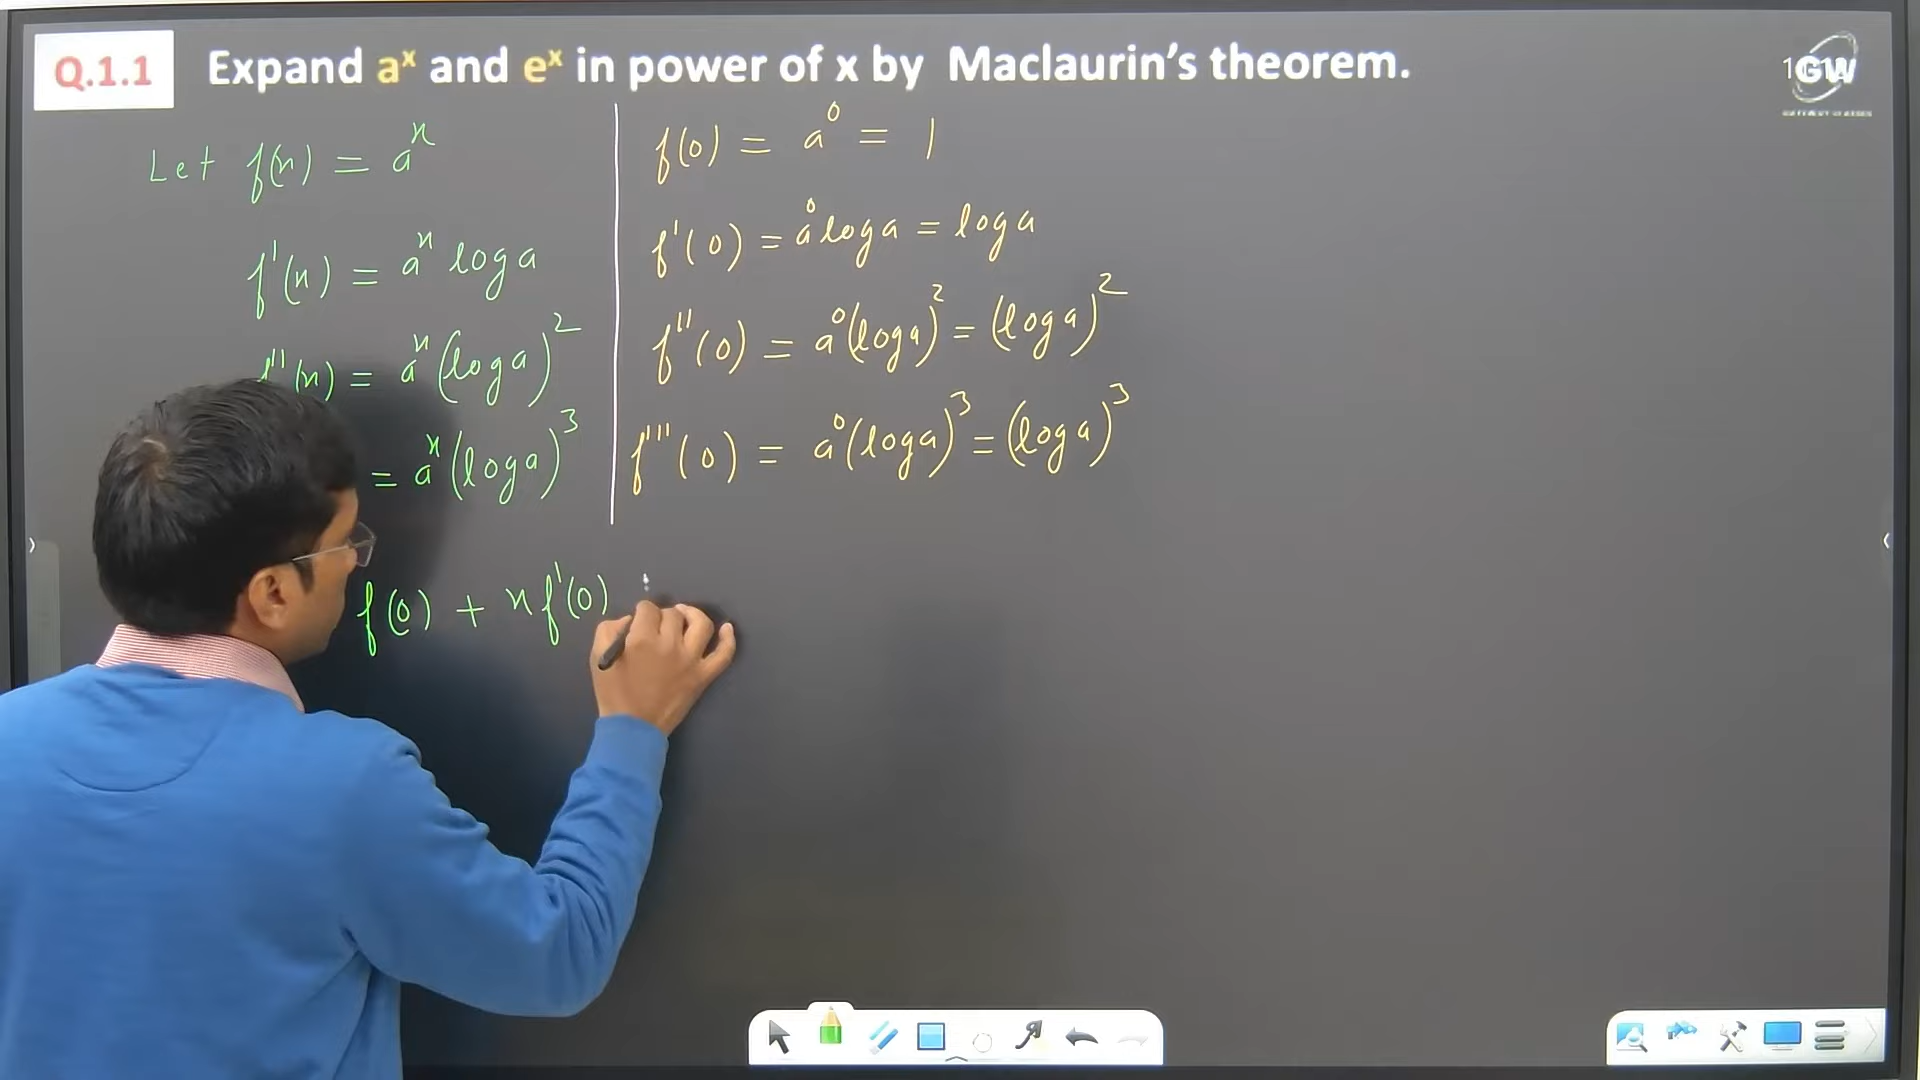 Q.1.1 Expand aˣ and eˣ in power of x by Maclaurin's theorem.
GW
Let f(x) = aˣ
f'(x) = aˣ log a
f''(x) = aˣ (log a)²
= aˣ (log a)³
f(0) = a⁰ = 1
f'(0) = a⁰ log a = log a
f''(0) = a⁰ (log a)² = (log a)²
f'''(0) = a⁰ (log a)³ = (log a)³
f(0) + x f'(0)